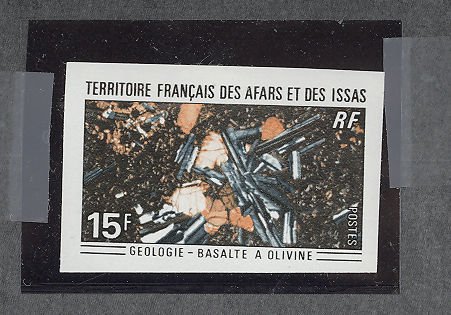 TERRITOIRE FRANÇAIS DES AFARS ET DES ISSAS
RF
15F
POSTES
GEOLOGIE - BASALTE A OLIVINE